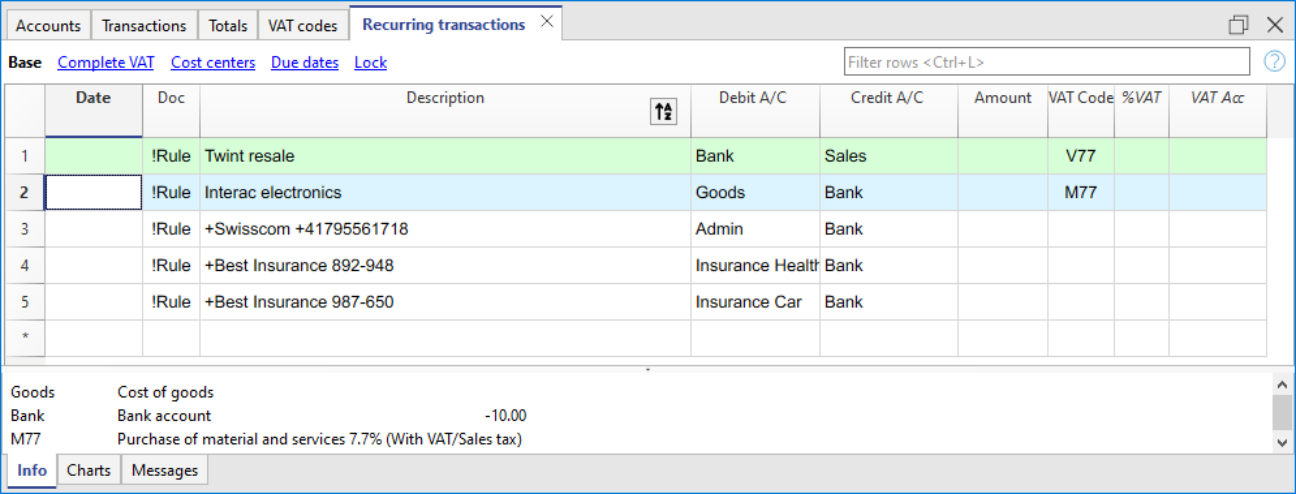 Accounts Transactions Totals VAT codes Recurring transactions
Base Complete VAT Cost centers Due dates Lock Filter rows <Ctrl+L> ?
Date Doc Description Debit A/C Credit A/C Amount VAT Code %VAT VAT Acc
1 !Rule Twint resale Bank Sales V77
2 !Rule Interac electronics Goods Bank M77
3 !Rule +Swisscom +41795561718 Admin Bank
4 !Rule +Best Insurance 892-948 Insurance Health Bank
5 !Rule +Best Insurance 987-650 Insurance Car Bank
*
Goods Cost of goods
Bank Bank account -10.00
M77 Purchase of material and services 7.7% (With VAT/Sales tax)
Info Charts Messages